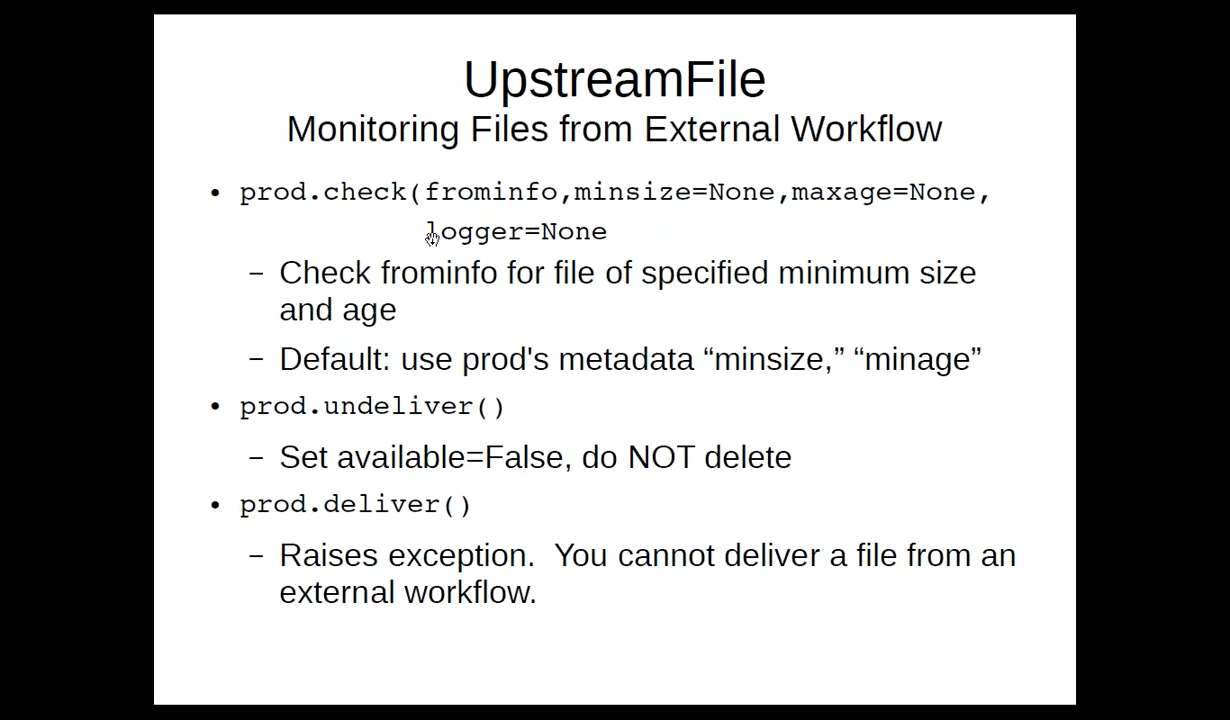 UpstreamFile
Monitoring Files from External Workflow
• prod.check(frominfo,minsize=None,maxage=None,
logger=None
– Check frominfo for file of specified minimum size
and age
– Default: use prod's metadata “minsize,” “minage”
• prod.undeliver()
– Set available=False, do NOT delete
• prod.deliver()
– Raises exception.  You cannot deliver a file from an
external workflow.